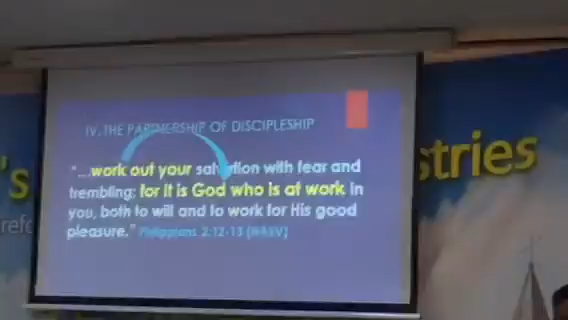 IV. THE PARTNERSHIP OF DISCIPLESHIP
"...work out your salvation with fear and
trembling; for it is God who is at work in
you, both to will and to work for His good
pleasure." Philippians 2:12-13 (NASV)
's
stries
refo